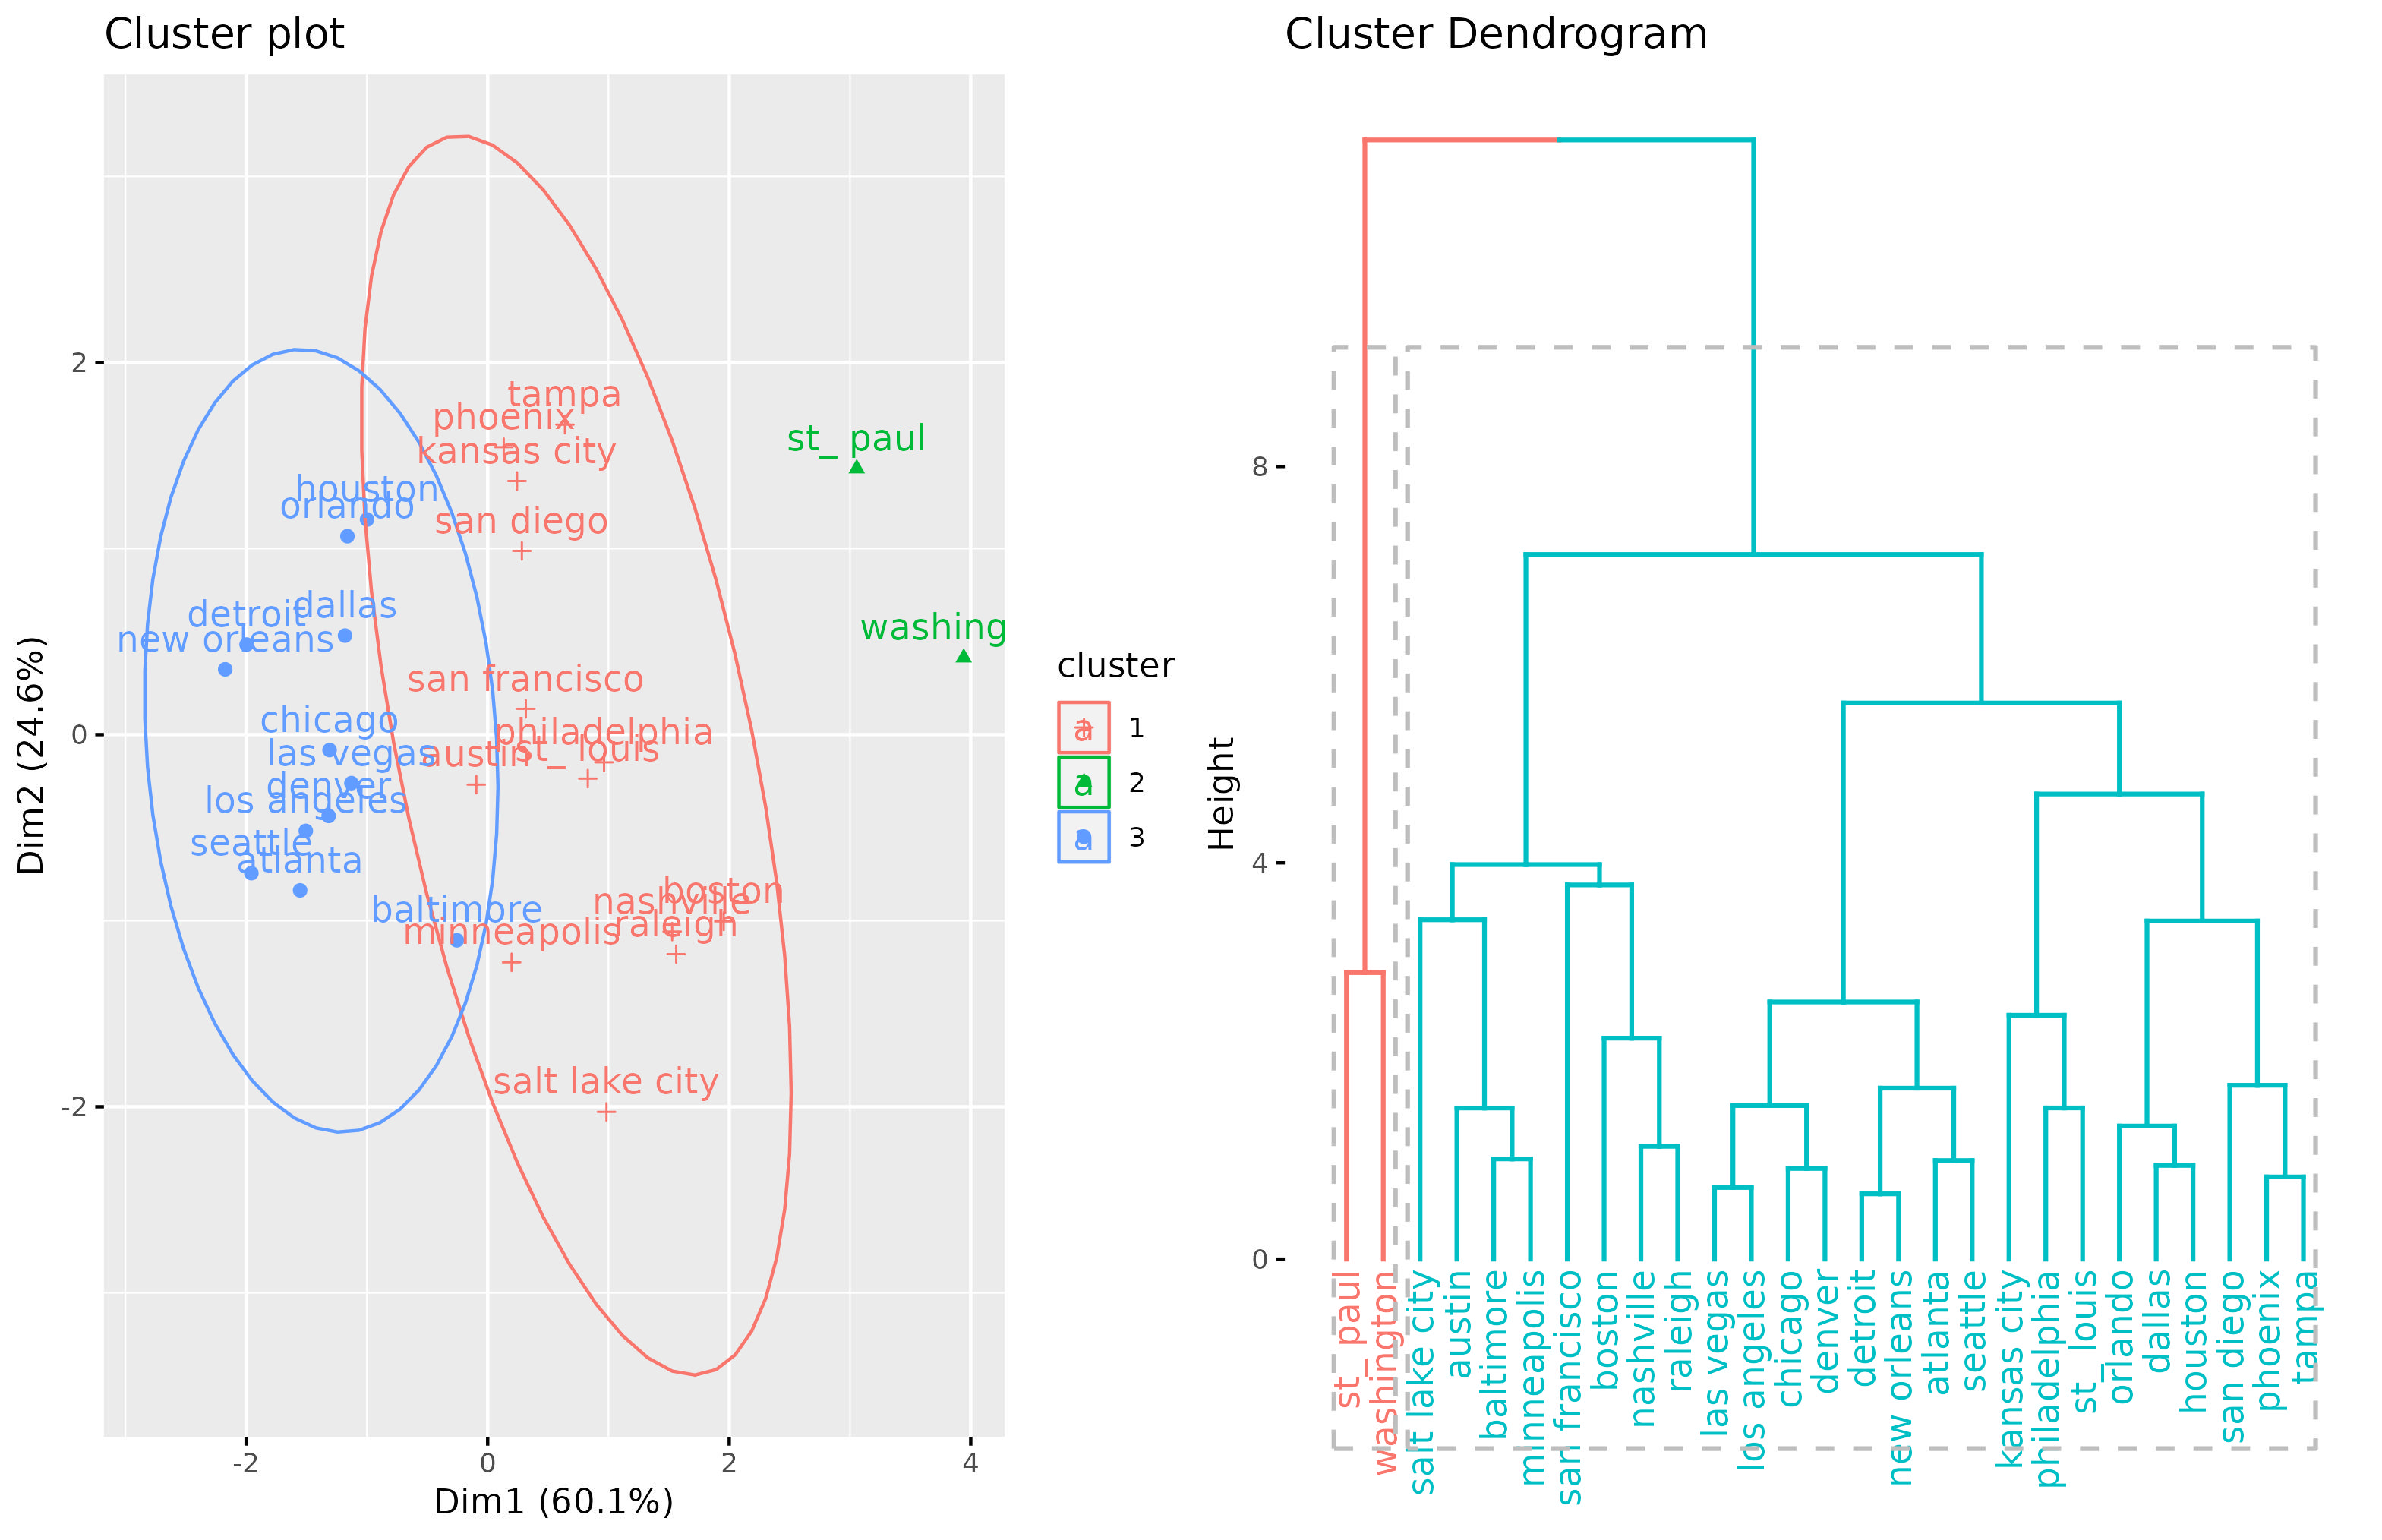 Cluster plot
Dim2 (24.6%)
2
0
-2
tampa
phoenix
kansas city
st_ paul
houston
orlando
san diego
dallas
detroit
new orleans
washing
san francisco
chicago
philadelphia
las vegas
austin
st_ louis
denver
los angeles
seattle
atlanta
boston
nashville
baltimore
raleigh
minneapolis
salt lake city
-2
0
2
4
Dim1 (60.1%)
cluster
a 1
a 2
a 3
Cluster Dendrogram
Height
8
4
0
st_ paul
washington
salt lake city
austin
baltimore
minneapolis
san francisco
boston
nashville
raleigh
las vegas
los angeles
chicago
denver
detroit
new orleans
atlanta
seattle
kansas city
philadelphia
st_ louis
orlando
dallas
houston
san diego
phoenix
tampa